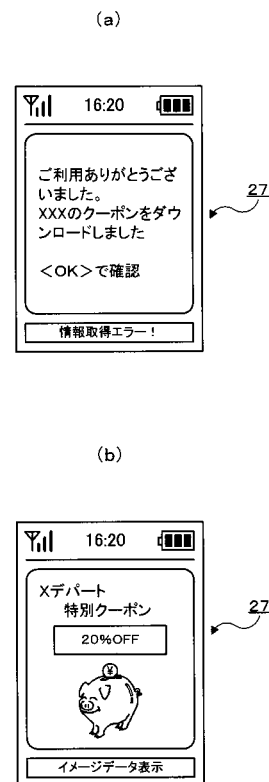 (a)
16:20
ご利用ありがとうござ
いました。
XXXのクーポンをダウ
ンロードしました
＜OK＞で確認
27
情報取得エラー！
(b)
16:20
Xデパート
特別クーポン
27
20%OFF
¥
イメージデータ表示